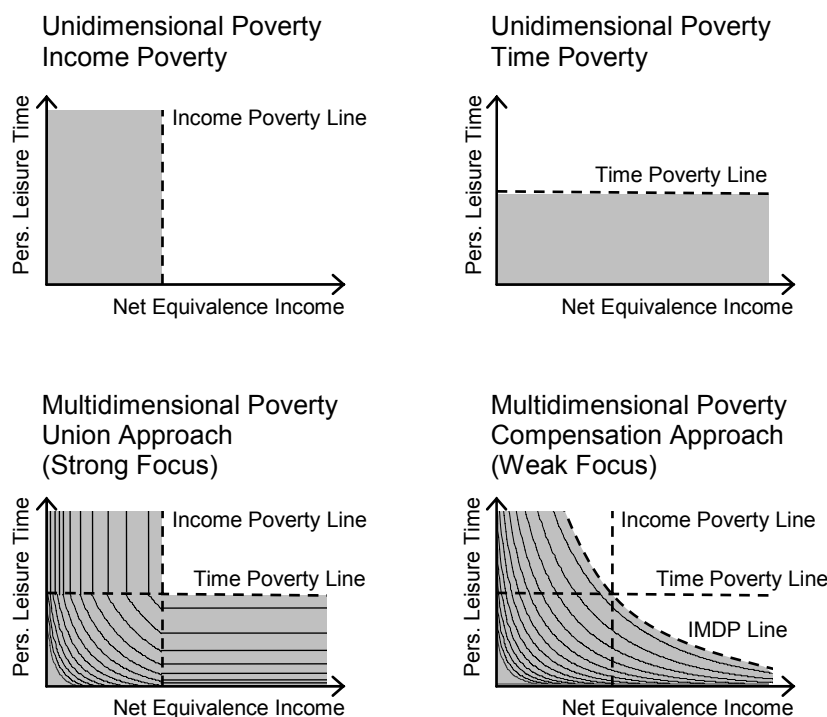 Unidimensional Poverty
Income Poverty
Pers. Leisure Time
Income Poverty Line
Net Equivalence Income
Unidimensional Poverty
Time Poverty
Pers. Leisure Time
Time Poverty Line
Net Equivalence Income
Multidimensional Poverty
Union Approach
(Strong Focus)
Pers. Leisure Time
Income Poverty Line
Time Poverty Line
Net Equivalence Income
Multidimensional Poverty
Compensation Approach
(Weak Focus)
Pers. Leisure Time
Income Poverty Line
Time Poverty Line
IMDP Line
Net Equivalence Income